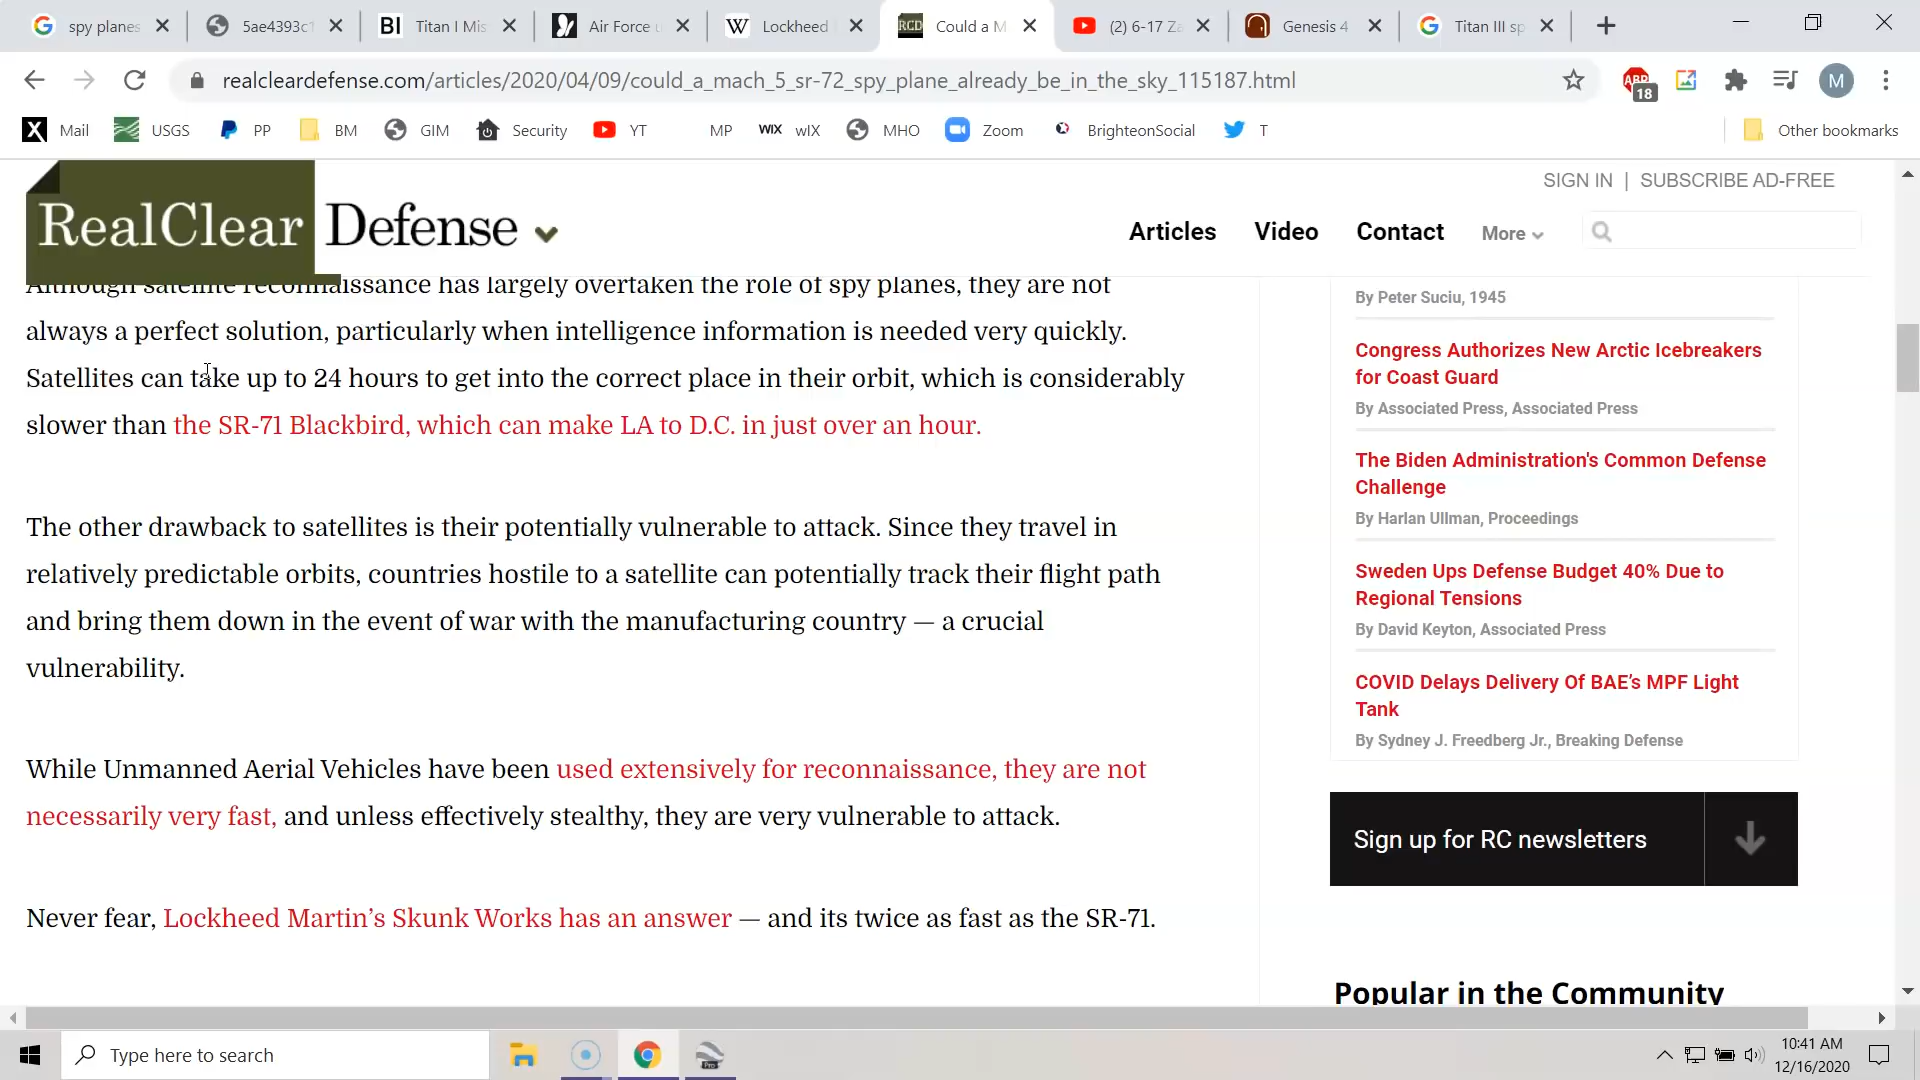 spy planes
5ae4393c1
BI Titan I Mis
Air Force u
W Lockheed
RCD Could a M
(2) 6-17 Za
Genesis 4
Titan III sp
realcleardefense.com/articles/2020/04/09/could_a_mach_5_sr-72_spy_plane_already_be_in_the_sky_115187.html
ABP 18
M
X Mail
USGS
PP
BM
GIM
Security
YT
MP
WIX wIX
MHO
Zoom
BrighteonSocial
T
Other bookmarks
RealClear Defense
SIGN IN | SUBSCRIBE AD-FREE
Articles Video Contact More
Although satellite reconnaissance has largely overtaken the role of spy planes, they are not
always a perfect solution, particularly when intelligence information is needed very quickly.
Satellites can take up to 24 hours to get into the correct place in their orbit, which is considerably
slower than the SR-71 Blackbird, which can make LA to D.C. in just over an hour.
The other drawback to satellites is their potentially vulnerable to attack. Since they travel in
relatively predictable orbits, countries hostile to a satellite can potentially track their flight path
and bring them down in the event of war with the manufacturing country — a crucial
vulnerability.
While Unmanned Aerial Vehicles have been used extensively for reconnaissance, they are not
necessarily very fast, and unless effectively stealthy, they are very vulnerable to attack.
Never fear, Lockheed Martin’s Skunk Works has an answer — and its twice as fast as the SR-71.
By Peter Suciu, 1945
Congress Authorizes New Arctic Icebreakers
for Coast Guard
By Associated Press, Associated Press
The Biden Administration's Common Defense
Challenge
By Harlan Ullman, Proceedings
Sweden Ups Defense Budget 40% Due to
Regional Tensions
By David Keyton, Associated Press
COVID Delays Delivery Of BAE’s MPF Light
Tank
By Sydney J. Freedberg Jr., Breaking Defense
Sign up for RC newsletters
Popular in the Community
Type here to search
Pro
10:41 AM
12/16/2020